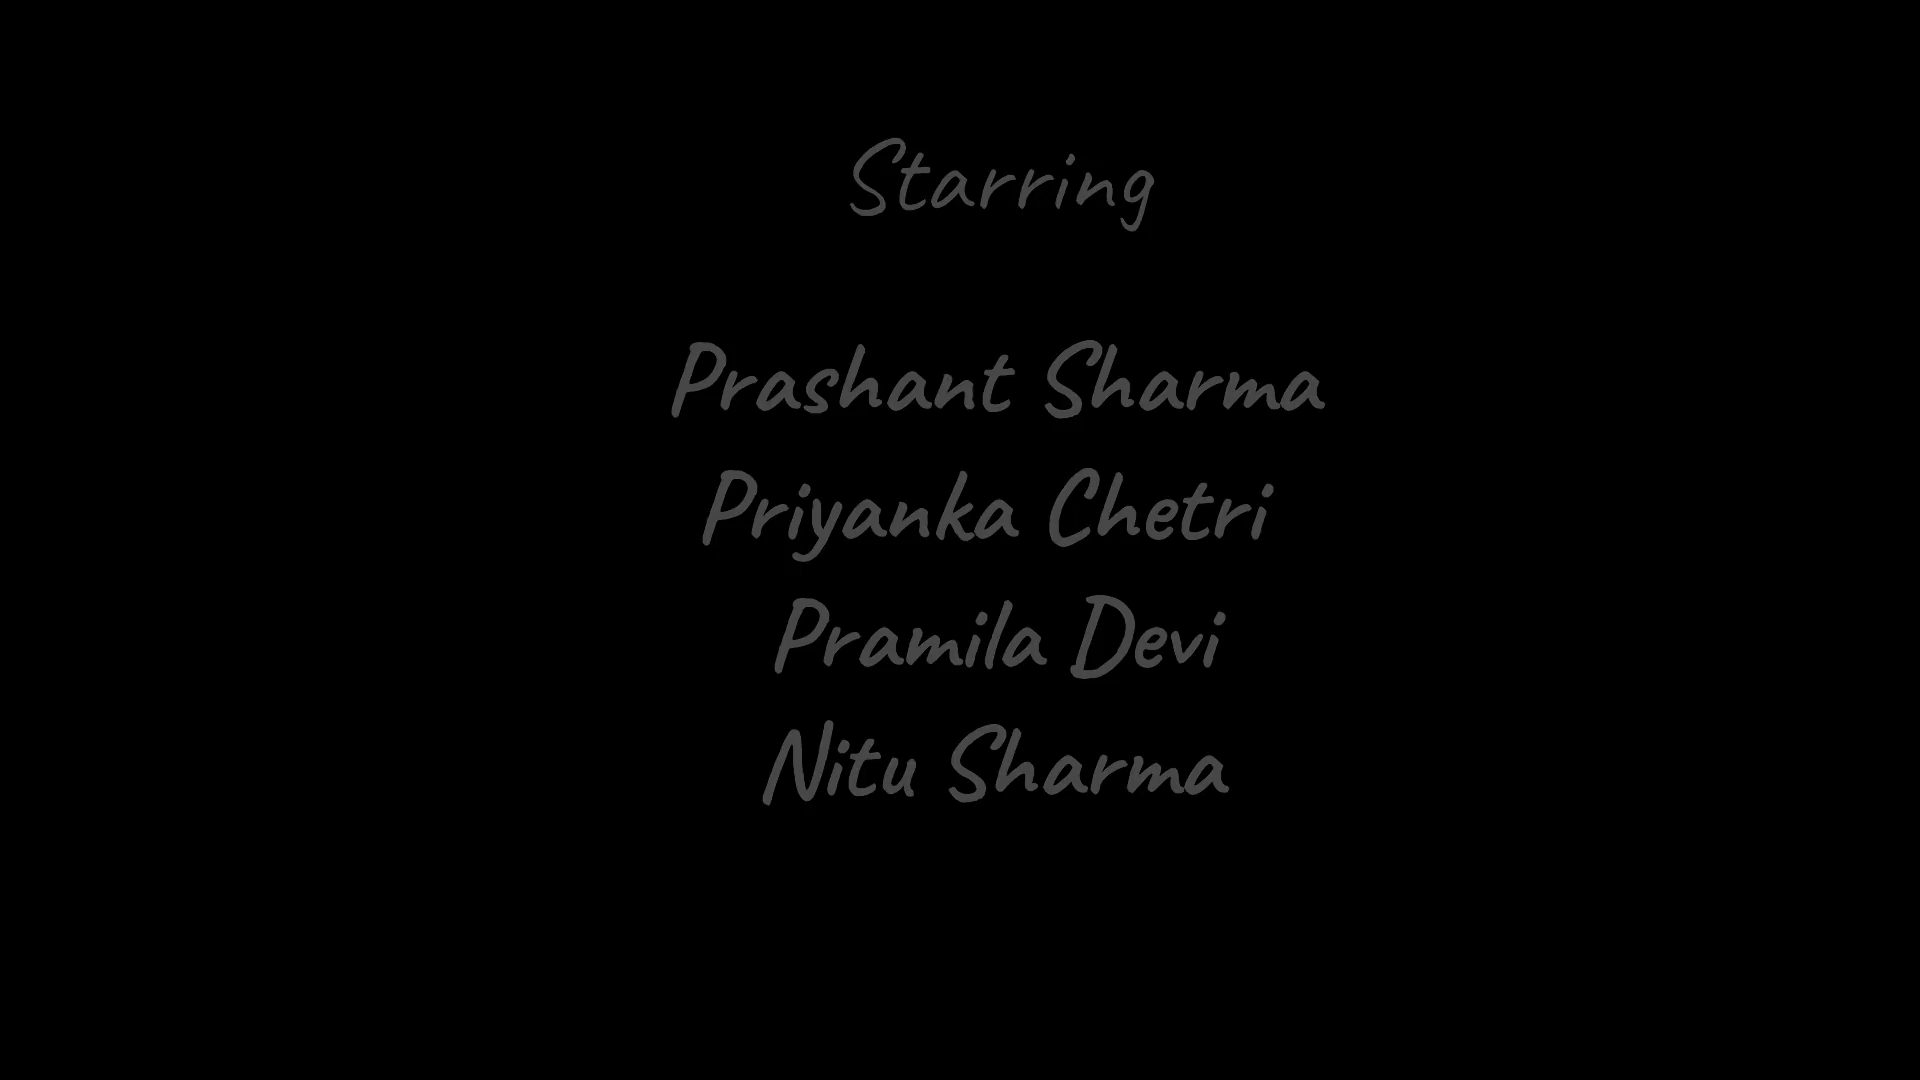 Starring
Prashant Sharma
Priyanka Chetri
Pramila Devi
Nitu Sharma